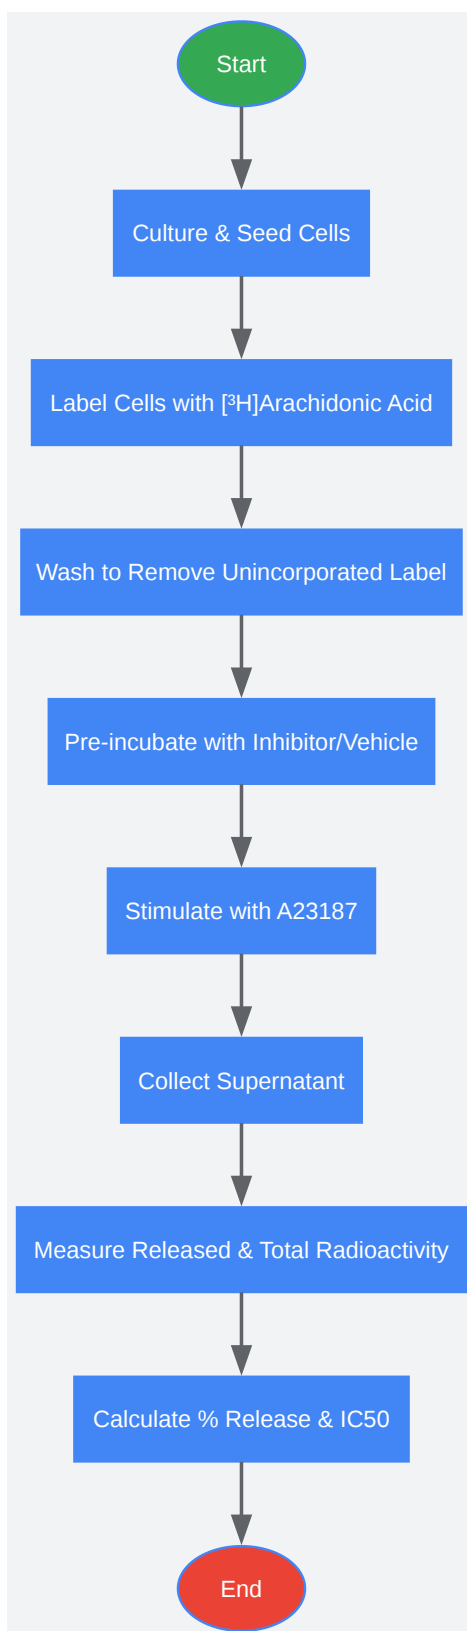 Start
Culture & Seed Cells
Label Cells with [³H]Arachidonic Acid
Wash to Remove Unincorporated Label
Pre-incubate with Inhibitor/Vehicle
Stimulate with A23187
Collect Supernatant
Measure Released & Total Radioactivity
Calculate % Release & IC50
End